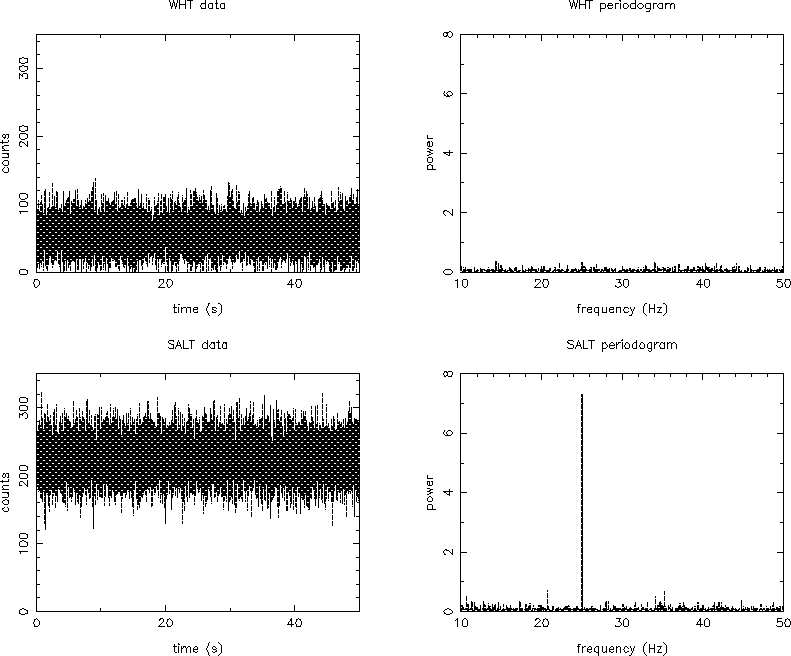 WHT data
WHT periodogram
300
200
100
0
counts
0 20 40
time (s)
8
6
4
2
0
power
10 20 30 40 50
frequency (Hz)
SALT data
SALT periodogram
300
200
100
0
counts
0 20 40
time (s)
8
6
4
2
0
power
10 20 30 40 50
frequency (Hz)